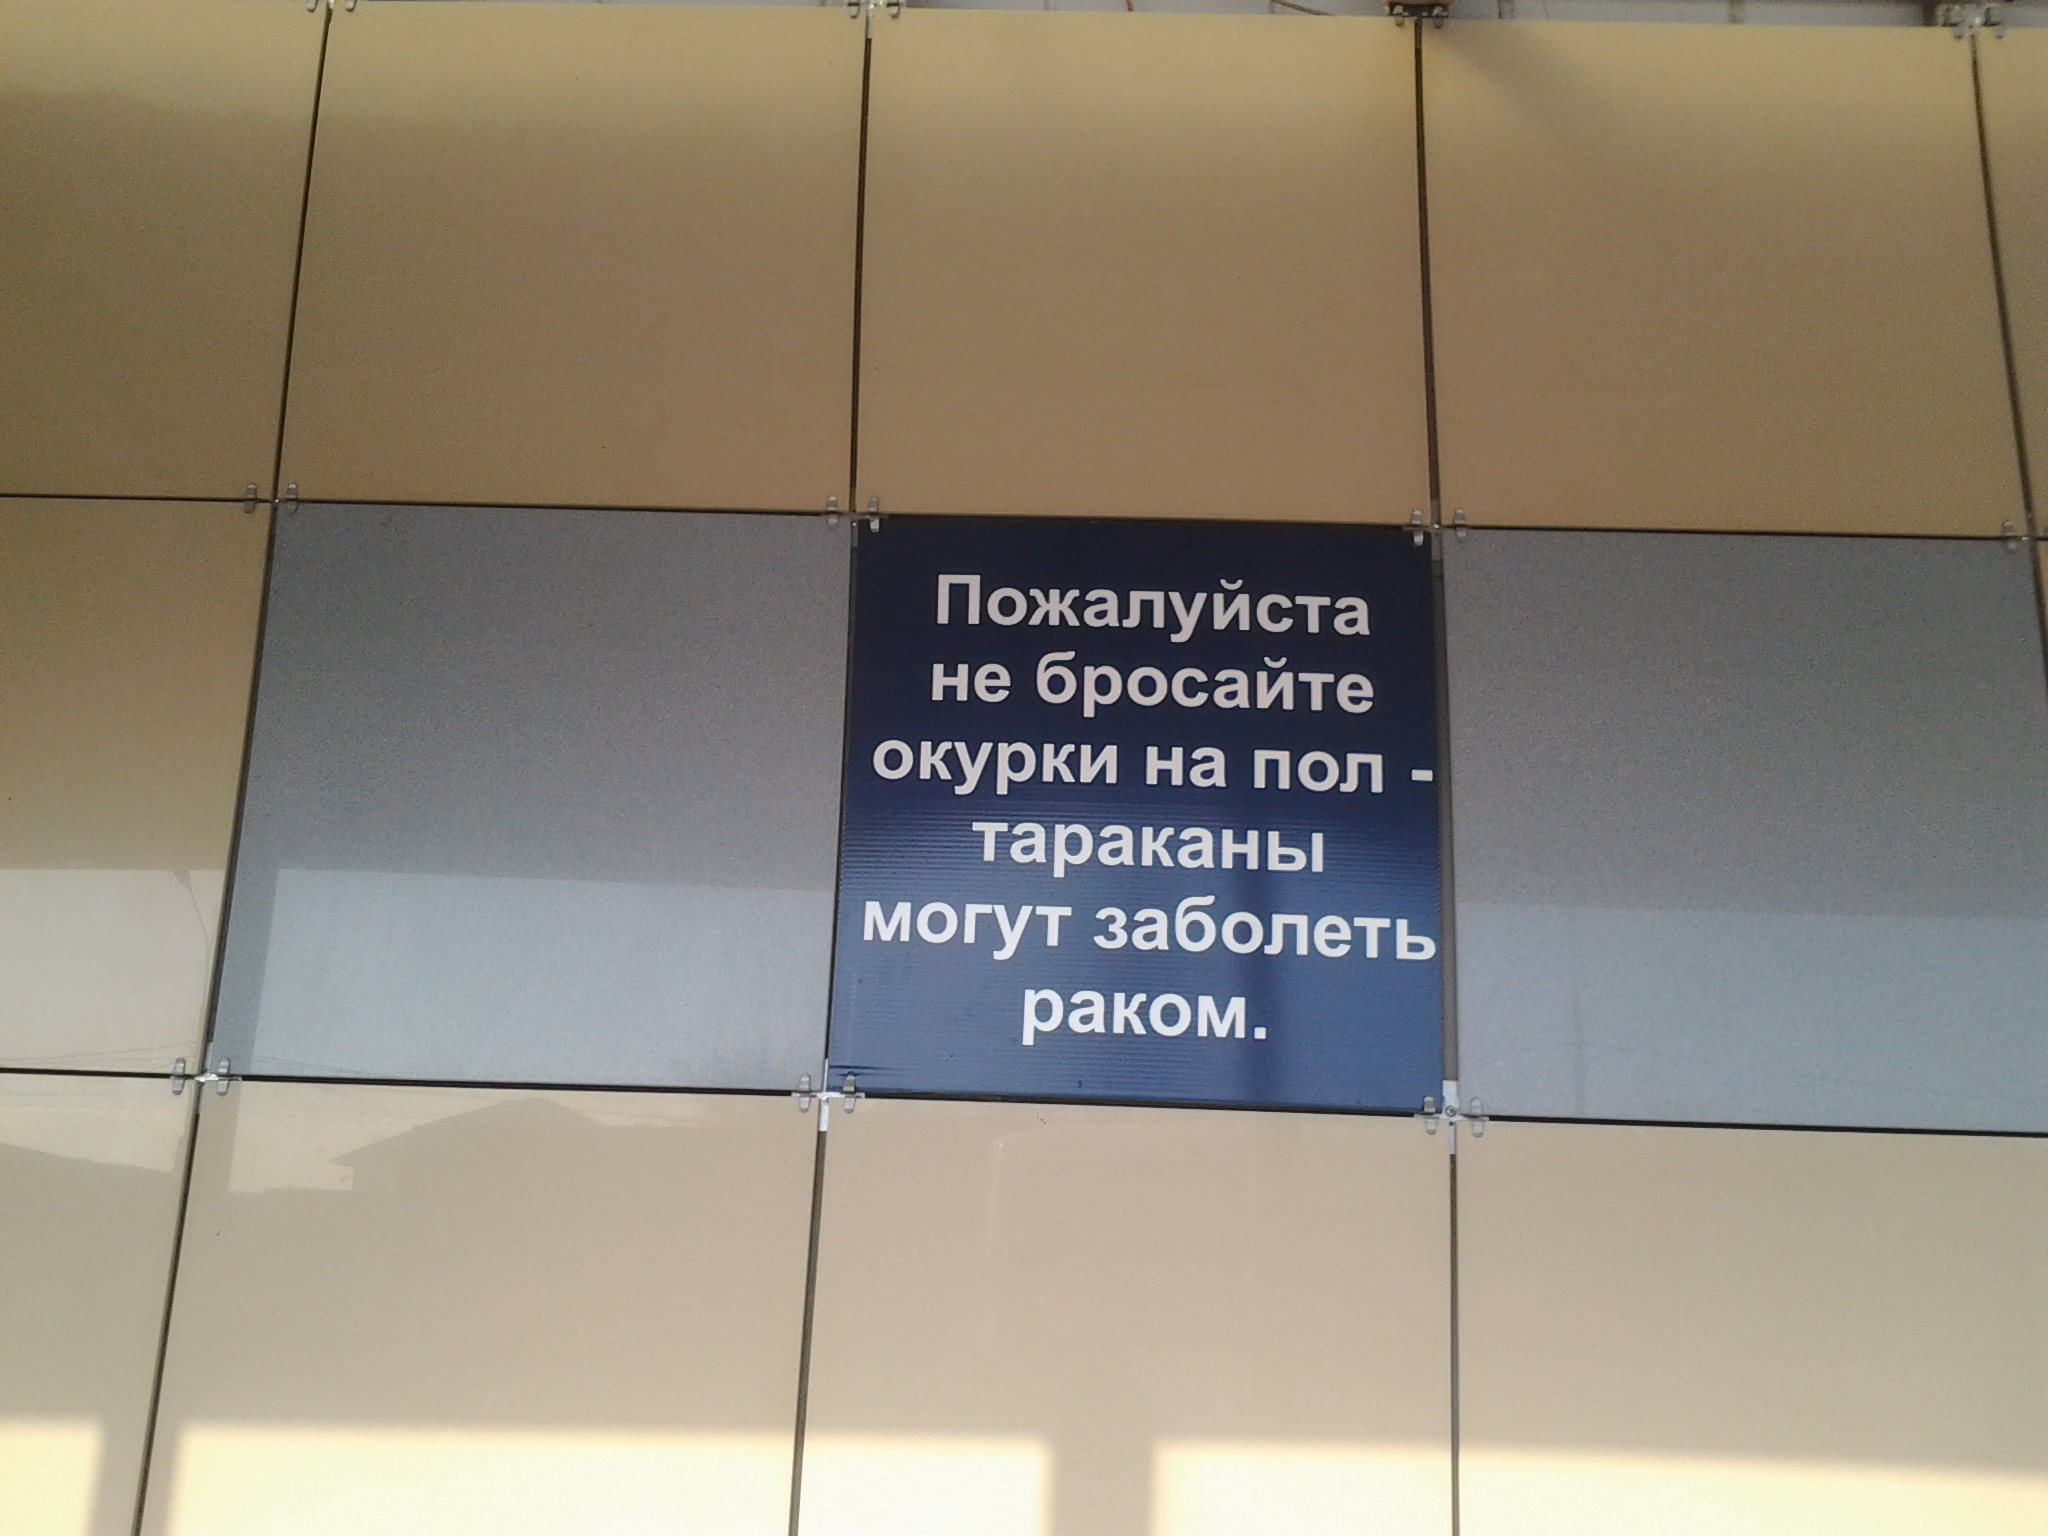 Пожалуйста
не бросайте
окурки на пол -
тараканы
могут заболеть
раком.